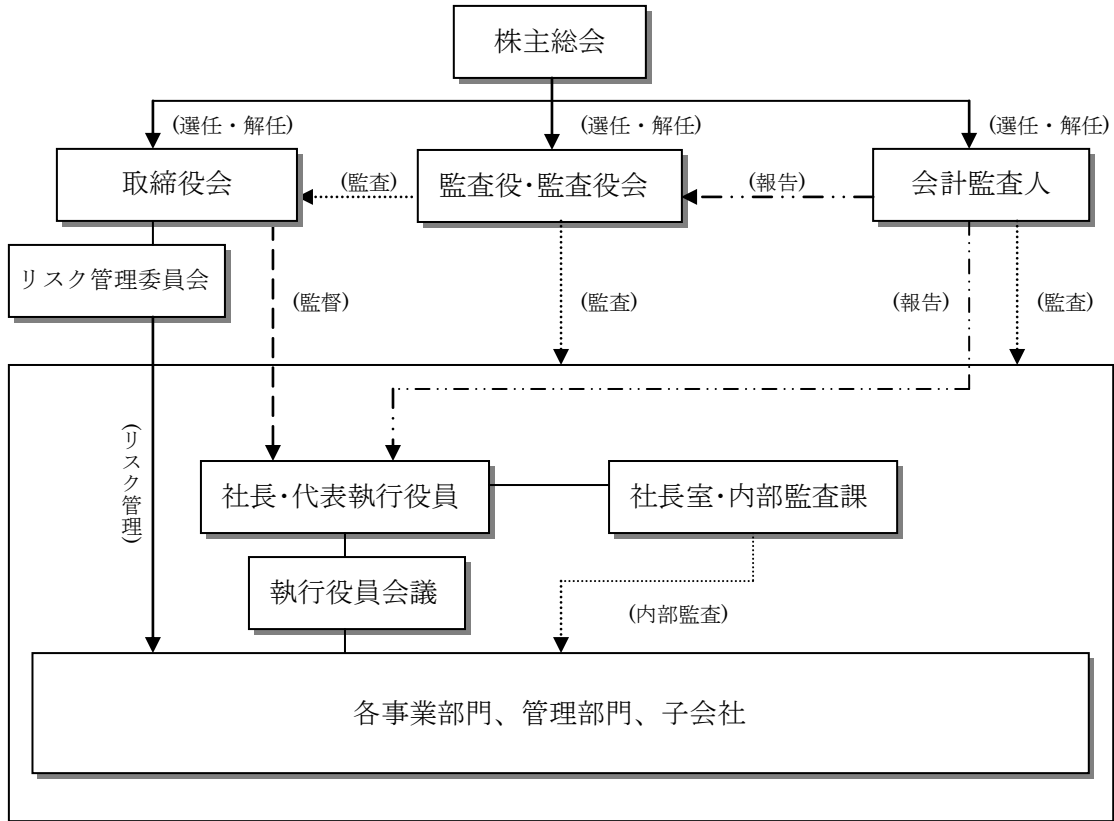 株主総会
(選任・解任)
(選任・解任)
(選任・解任)
取締役会
(監査)
監査役・監査役会
(報告)
会計監査人
リスク管理委員会
(監督)
(監査)
(報告)
(監査)
(リスク管理)
社長・代表執行役員
社長室・内部監査課
執行役員会議
(内部監査)
各事業部門、管理部門、子会社